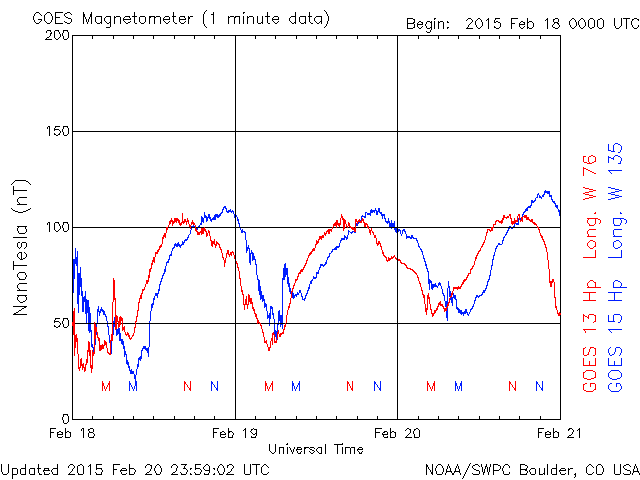 GOES Magnetometer (1 minute data)
Begin: 2015 Feb 18 0000 UTC
200
150
100
50
0
NanoTesla (nT)
M M N N M M N N M M N N
Feb 18 Feb 19 Feb 20 Feb 21
Universal Time
GOES 13 Hp Long. W 76
GOES 15 Hp Long. W 135
Updated 2015 Feb 20 23:59:02 UTC
NOAA/SWPC Boulder, CO USA